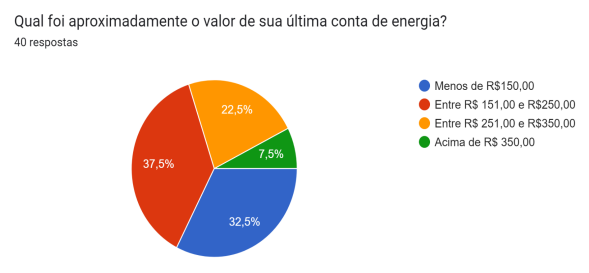 Qual foi aproximadamente o valor de sua última conta de energia?
40 respostas
Menos de R$150,00
Entre R$ 151,00 e R$250,00
Entre R$ 251,00 e R$350,00
Acima de R$ 350,00
22,5%
7,5%
37,5%
32,5%